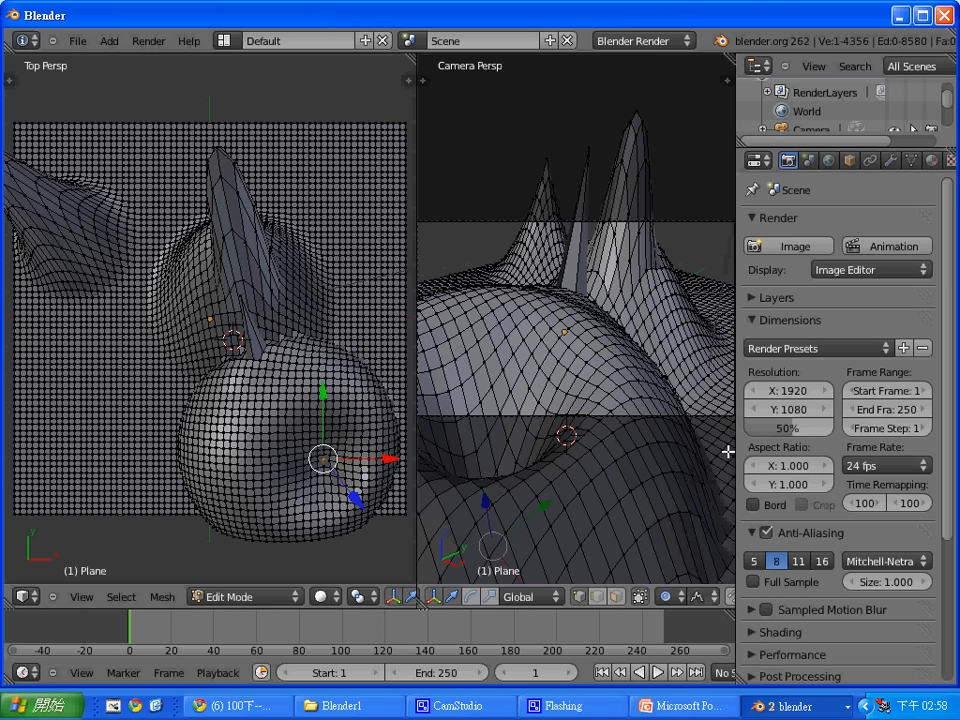 Blender
File Add Render Help Default Scene Blender Render blender.org 262 | Ve:1-4356 | Ed:0-8580 | Fa:0
Top Persp
Camera Persp
View Search All Scenes
RenderLayers
World
Camera
Scene
Render
Image Animation
Display: Image Editor
Layers
Dimensions
Render Presets
Resolution: Frame Range:
X: 1920 Start Frame: 1
Y: 1080 End Fra: 250
50% Frame Step: 1
Aspect Ratio: Frame Rate:
X: 1.000 24 fps
Y: 1.000 Time Remapping:
Bord Crop 100 100
Anti-Aliasing
5 8 11 16 Mitchell-Netra
Full Sample Size: 1.000
Sampled Motion Blur
Shading
Performance
Post Processing
y x
(1) Plane
z y
(1) Plane
View Select Mesh Edit Mode Global
-40 -20 0 20 40 60 80 100 120 140 160 180 200 220 240 260
View Marker Frame Playback Start: 1 End: 250 1 No S
開始 (6) 100下--... Blender1 CamStudio Flashing Microsoft Po... 2 blender 下午 02:58